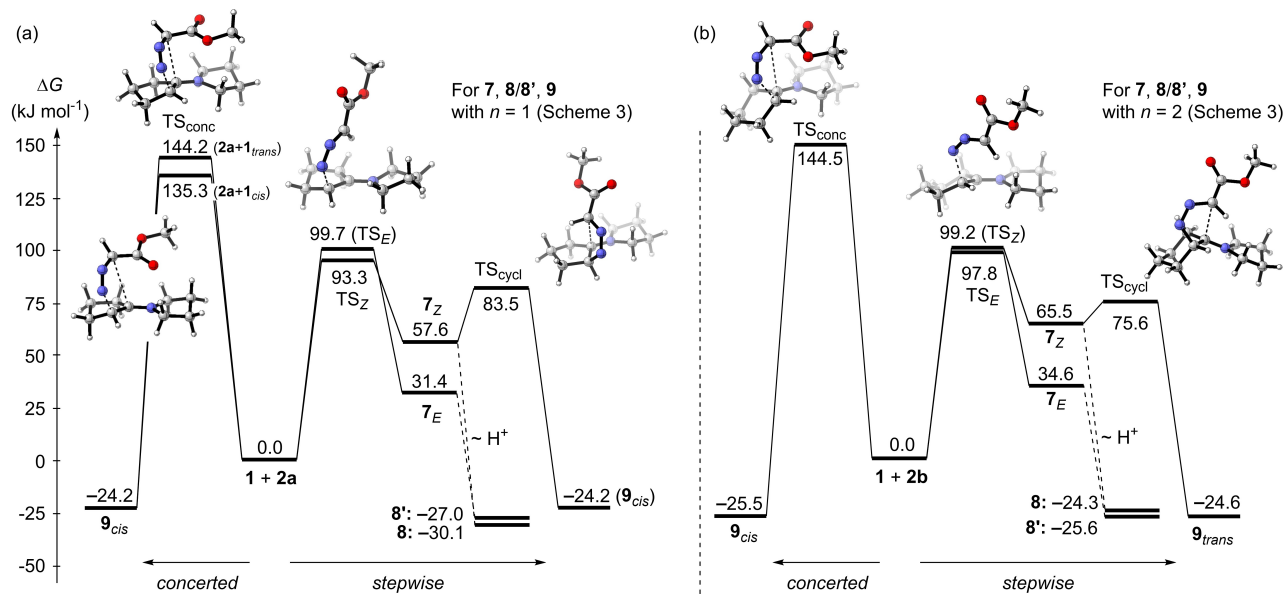 (a)
ΔG
(kJ mol⁻¹)
150
125
100
75
50
25
0
-25
-50
TSconc
144.2 (2a+1trans)
135.3 (2a+1cis)
For 7, 8/8', 9
with n = 1 (Scheme 3)
99.7 (TSE)
93.3
TSZ
7Z
57.6
31.4
7E
TScycl
83.5
0.0
1 + 2a
~ H⁺
–24.2
9cis
8': –27.0
8: –30.1
–24.2 (9cis)
concerted
stepwise
(b)
TSconc
144.5
For 7, 8/8', 9
with n = 2 (Scheme 3)
99.2 (TSZ)
97.8
TSE
65.5
7Z
34.6
7E
TScycl
75.6
0.0
1 + 2b
~ H⁺
–25.5
9cis
8: –24.3
8': –25.6
–24.6
9trans
concerted
stepwise